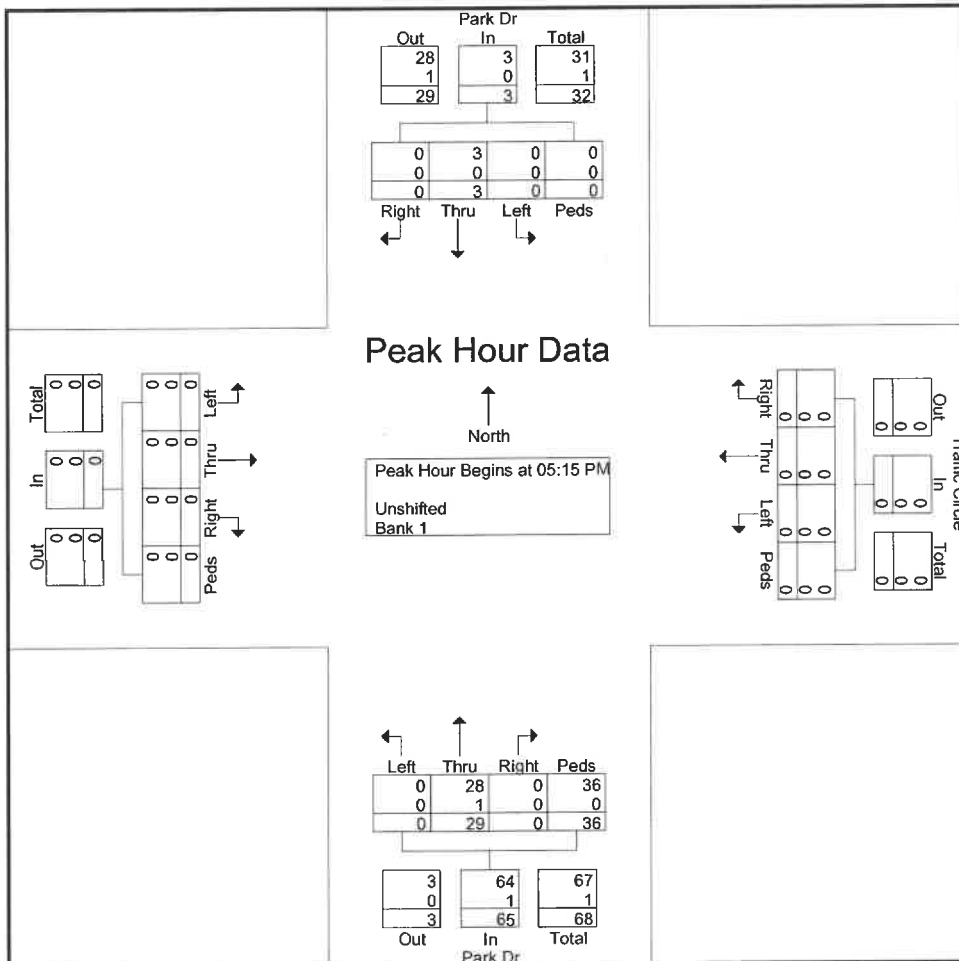 Park Dr
Out In Total
28 3 31
1 0 1
29 3 32
0 3 0 0
0 0 0 0
0 3 0 0
Right Thru Left Peds
Peak Hour Data
North
Peak Hour Begins at 05:15 PM
Unshifted
Bank 1
Total
0 0 0
In
0 0 0
Out
0 0 0
Left
0 0 0
Thru
0 0 0
Right
0 0 0
Peds
0 0 0
Right
0 0 0
Thru
0 0 0
Left
0 0 0
Peds
0 0 0
Out
0 0 0
In
0 0 0
Total
0 0 0
Traffic Circle
Left Thru Right Peds
0 28 0 36
0 1 0 0
0 29 0 36
3 64 67
0 1 1
3 65 68
Out In Total
Park Dr